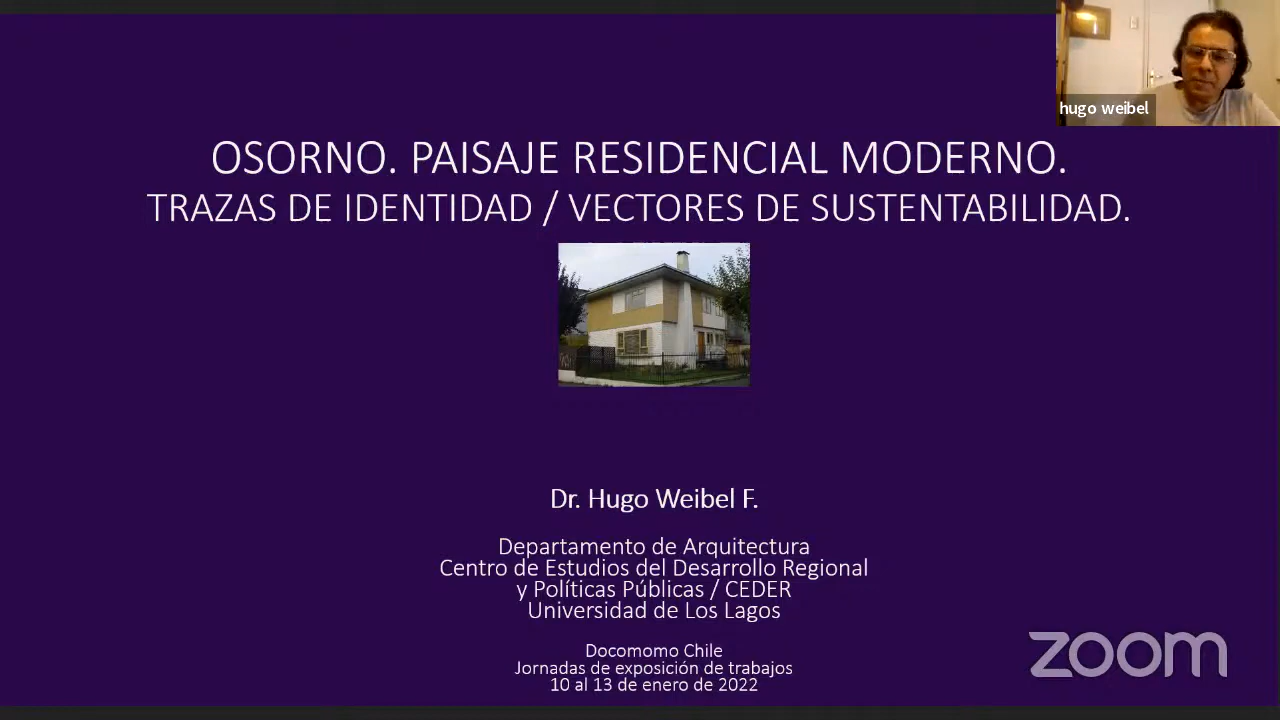 hugo weibel
OSORNO. PAISAJE RESIDENCIAL MODERNO.
TRAZAS DE IDENTIDAD / VECTORES DE SUSTENTABILIDAD.
Dr. Hugo Weibel F.
Departamento de Arquitectura
Centro de Estudios del Desarrollo Regional
y Políticas Públicas / CEDER
Universidad de Los Lagos
Docomomo Chile
Jornadas de exposición de trabajos
10 al 13 de enero de 2022
zoom